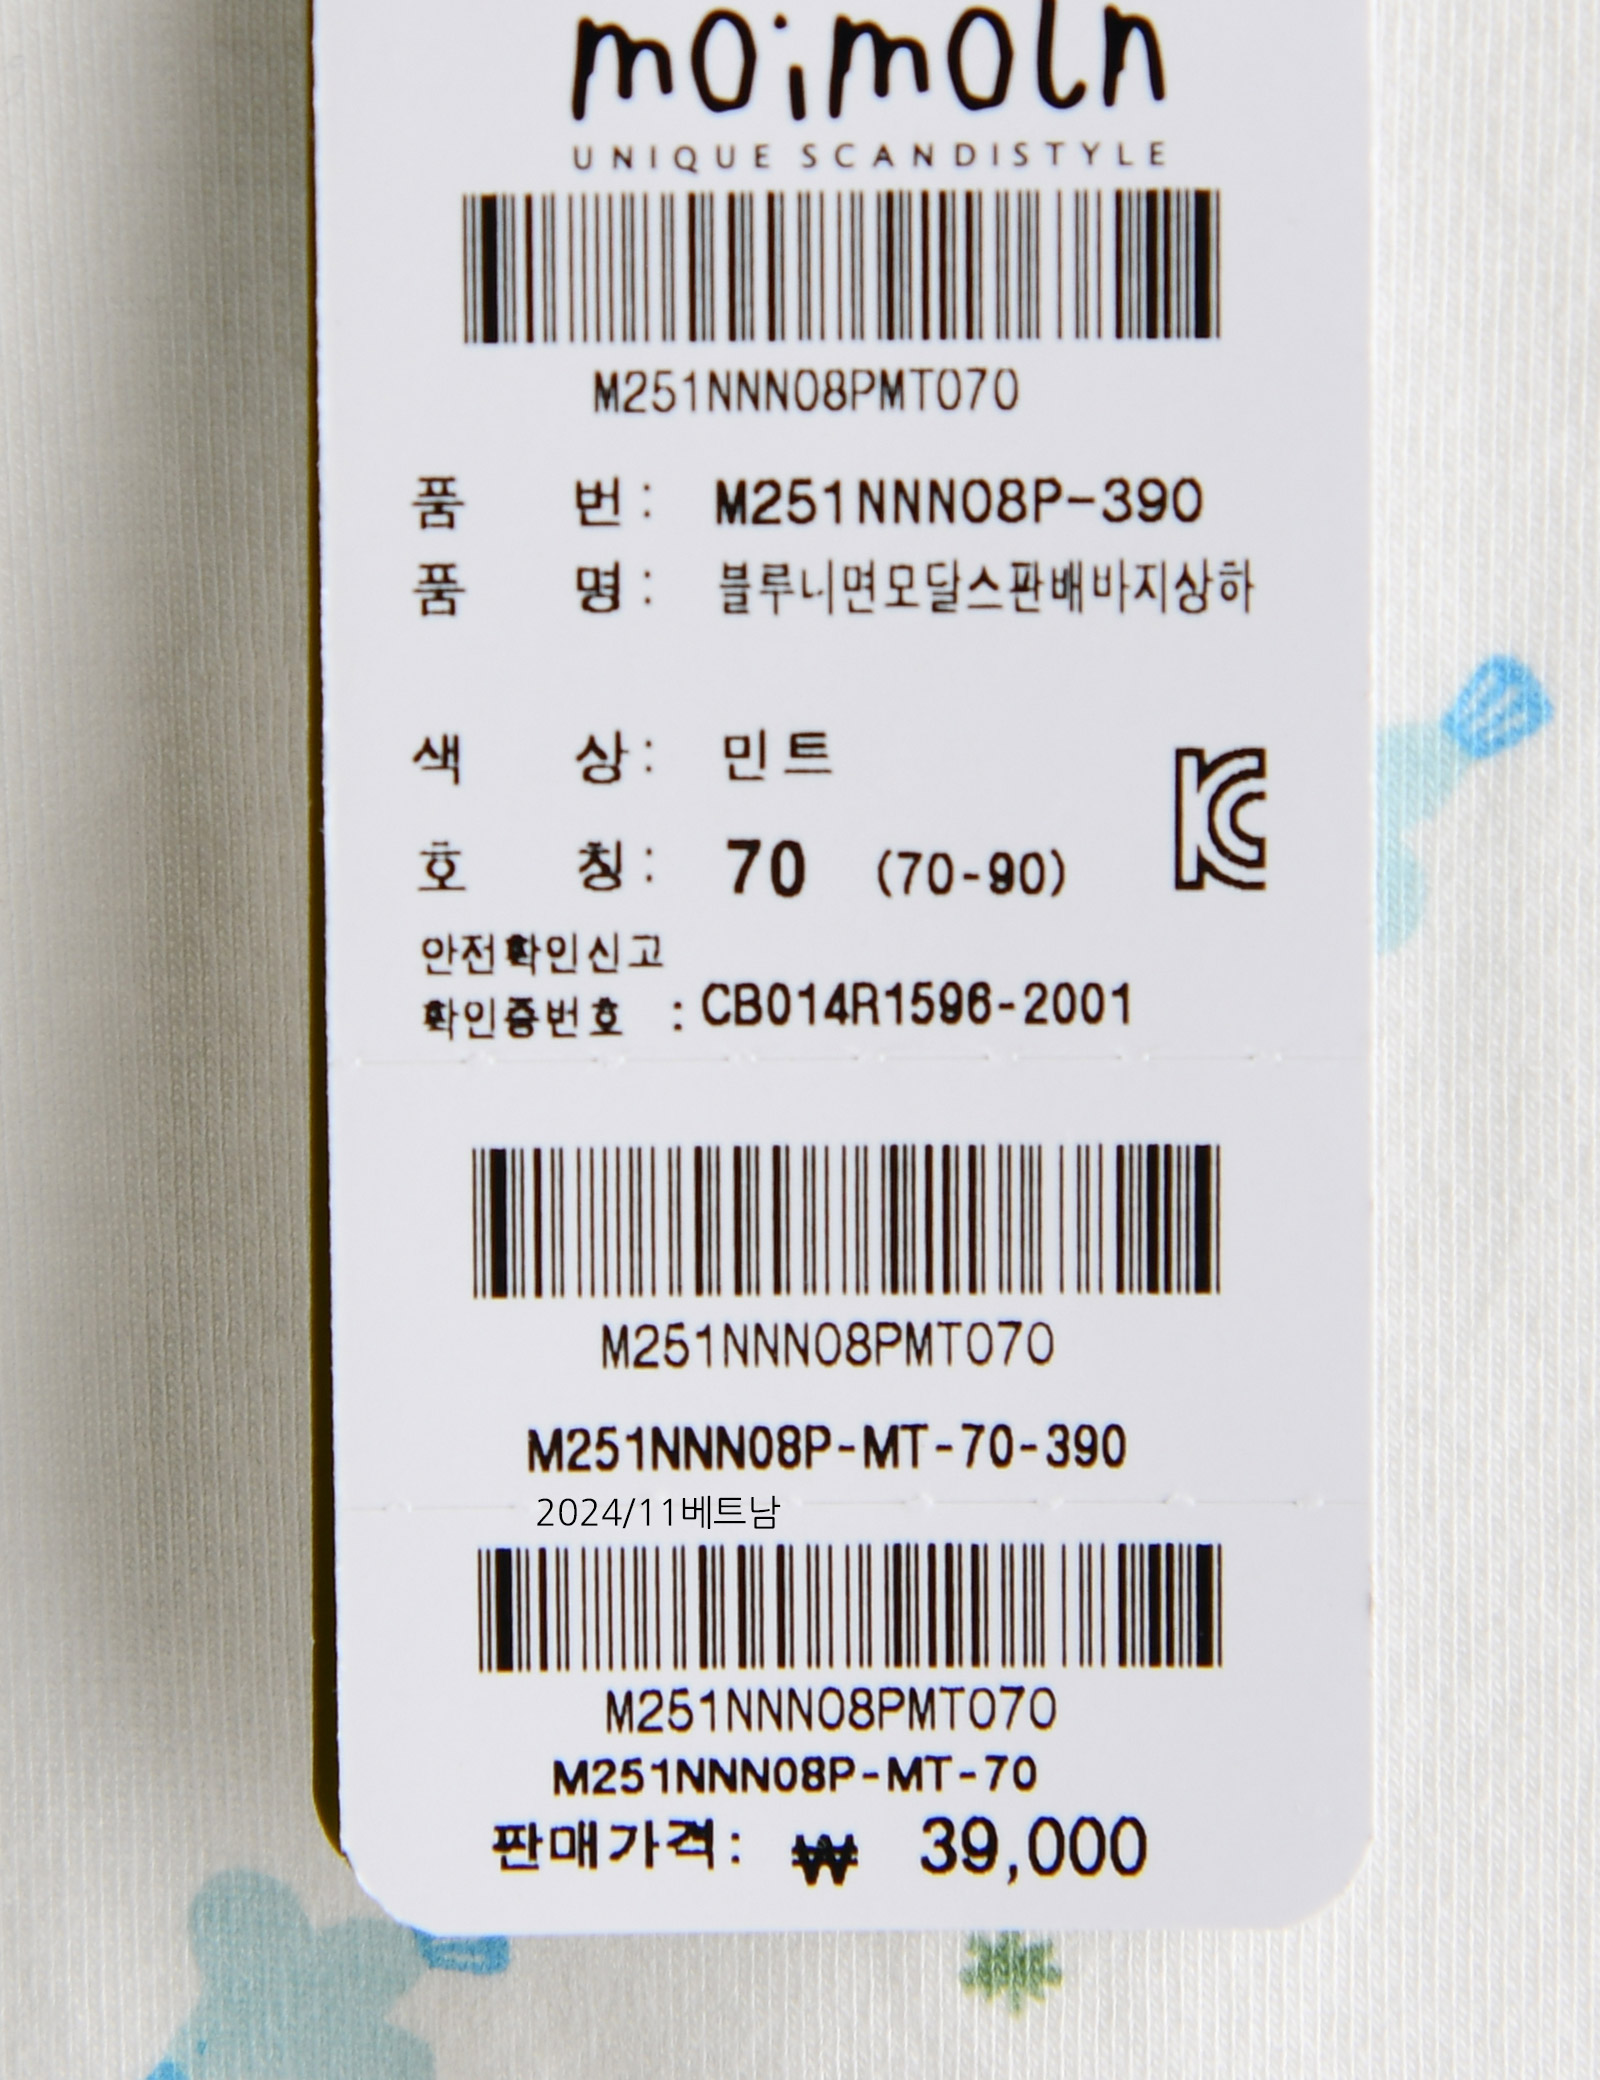 moimoln
UNIQUE SCANDISTYLE
M251NNN08PMT070
품 번 : M251NNN08P-390
품 명 : 블루니면모달스판배바지상하
색 상 : 민트
호 칭 : 70 (70-90)
안전확인신고
확인증번호 : CB014R1596-2001
M251NNN08PMT070
M251NNN08P-MT-70-390
2024/11베트남
M251NNN08PMT070
M251NNN08P-MT-70
판매가격: ₩ 39,000